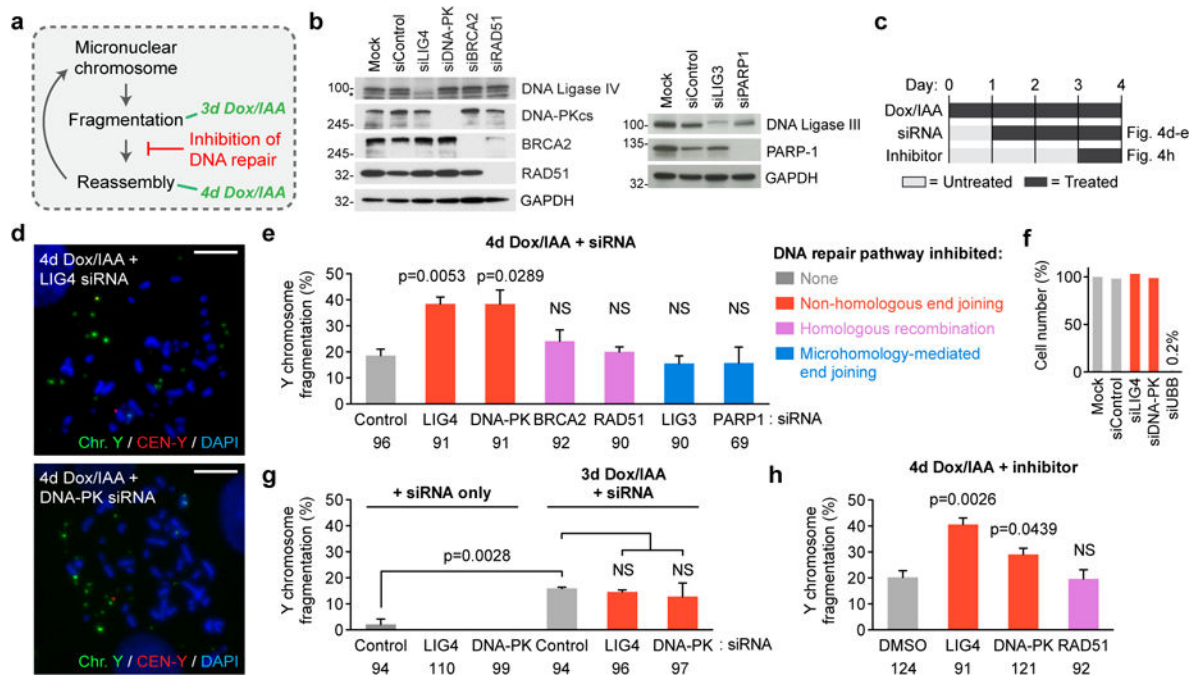 a
Micronuclear
chromosome
Fragmentation
3d Dox/IAA
Inhibition of
DNA repair
Reassembly
4d Dox/IAA
b
Mock
siControl
siLIG4
siDNA-PK
siBRCA2
siRAD51
100-
DNA Ligase IV
245-
DNA-PKcs
245-
BRCA2
32-
RAD51
32-
GAPDH
Mock
siControl
siLIG3
siPARP1
100-
DNA Ligase III
135-
PARP-1
32-
GAPDH
c
Day: 0 1 2 3 4
Dox/IAA
siRNA
Fig. 4d-e
Inhibitor
Fig. 4h
= Untreated
= Treated
d
4d Dox/IAA +
LIG4 siRNA
Chr. Y / CEN-Y / DAPI
4d Dox/IAA +
DNA-PK siRNA
Chr. Y / CEN-Y / DAPI
e
4d Dox/IAA + siRNA
Y chromosome
fragmentation (%)
50
40
30
20
10
0
p=0.0053
p=0.0289
NS
NS
NS
NS
Control LIG4 DNA-PK BRCA2 RAD51 LIG3 PARP1 : siRNA
96 91 91 92 90 90 69
DNA repair pathway inhibited:
None
Non-homologous end joining
Homologous recombination
Microhomology-mediated
end joining
f
Cell number (%)
100
50
0
0.2%
Mock
siControl
siLIG4
siDNA-PK
siUBB
g
+ siRNA only
3d Dox/IAA
+ siRNA
Y chromosome
fragmentation (%)
50
40
30
20
10
0
p=0.0028
NS
NS
Control LIG4 DNA-PK Control LIG4 DNA-PK : siRNA
94 110 99 94 96 97
h
4d Dox/IAA + inhibitor
Y chromosome
fragmentation (%)
50
40
30
20
10
0
p=0.0026
p=0.0439
NS
DMSO LIG4 DNA-PK RAD51
124 91 121 92